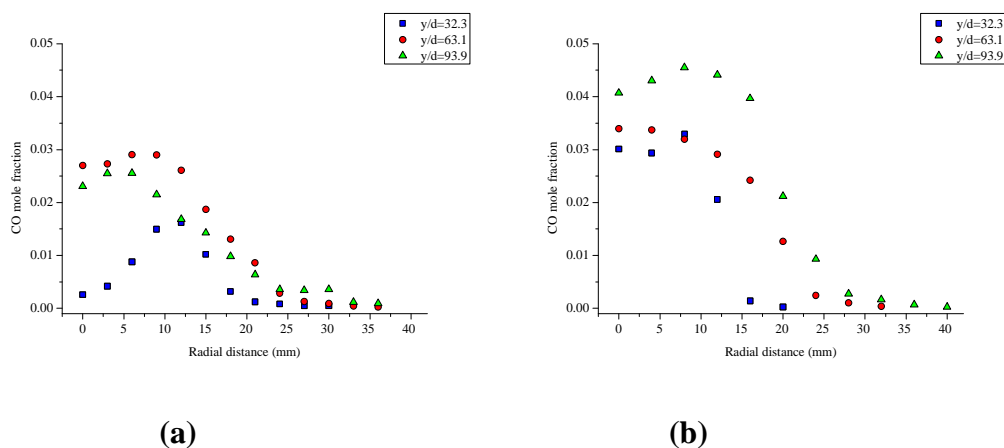 y/d=32.3
y/d=63.1
y/d=93.9
0.05
0.04
0.03
0.02
0.01
0.00
CO mole fraction
0 5 10 15 20 25 30 35 40
Radial distance (mm)
(a)
y/d=32.3
y/d=63.1
y/d=93.9
0.05
0.04
0.03
0.02
0.01
0.00
CO mole fraction
0 5 10 15 20 25 30 35 40
Radial distance (mm)
(b)